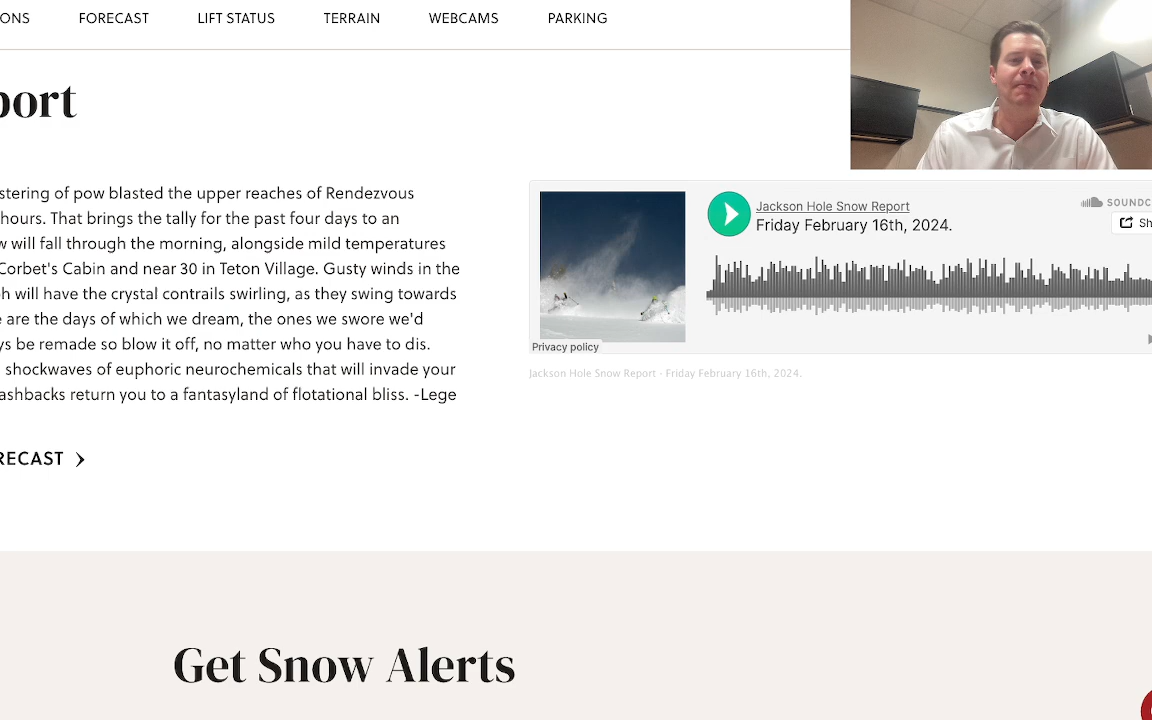 ONS FORECAST LIFT STATUS TERRAIN WEBCAMS PARKING
port
stering of pow blasted the upper reaches of Rendezvous
hours. That brings the tally for the past four days to an
w will fall through the morning, alongside mild temperatures
Corbet's Cabin and near 30 in Teton Village. Gusty winds in the
h will have the crystal contrails swirling, as they swing towards
e are the days of which we dream, the ones we swore we'd
ys be remade so blow it off, no matter who you have to dis.
shockwaves of euphoric neurochemicals that will invade your
ashbacks return you to a fantasyland of flotational bliss. -Lege
RECAST
Jackson Hole Snow Report
Friday February 16th, 2024.
SOUNDC
Sh
Privacy policy
Jackson Hole Snow Report · Friday February 16th, 2024.
Get Snow Alerts